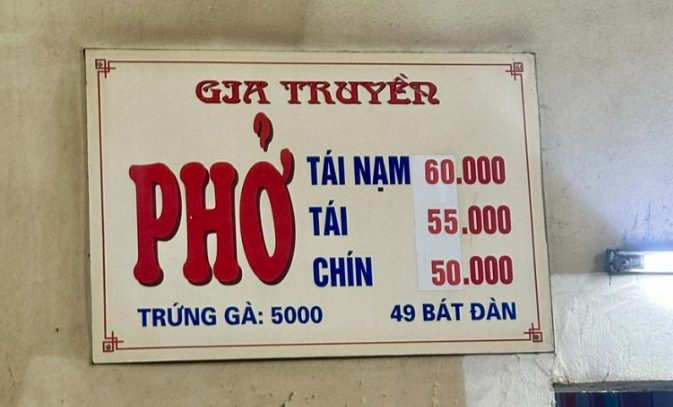 GIA TRUYỀN
PHỞ
TÁI NẠM 60.000
TÁI 55.000
CHÍN 50.000
TRỨNG GÀ: 5000 49 BÁT ĐÀN